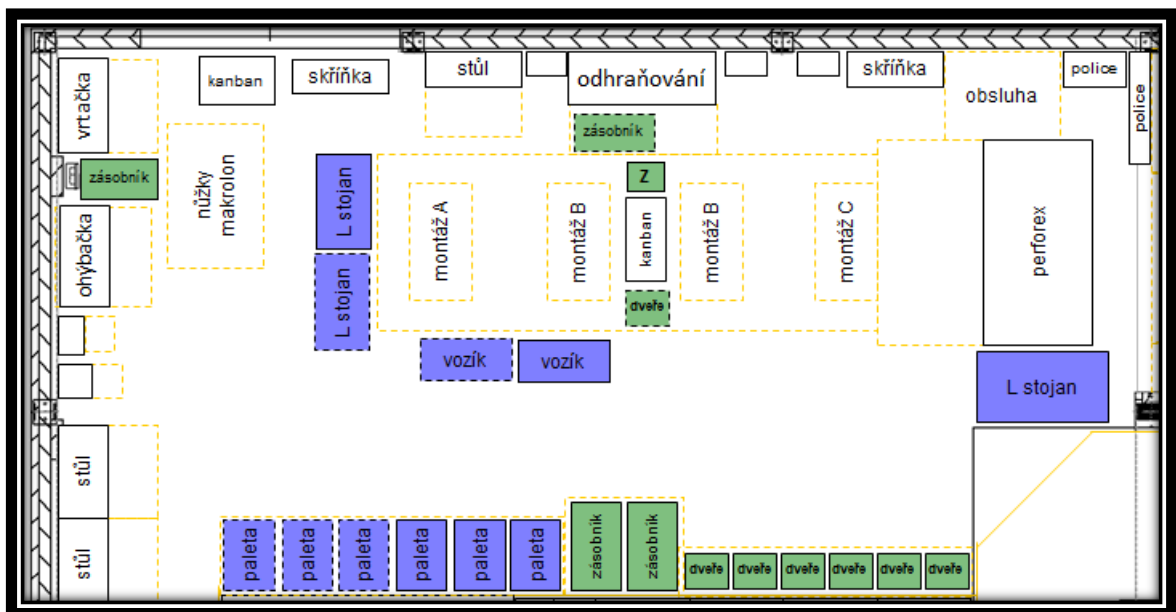 vrtačka
kanban
skříňka
stůl
odhraňování
skříňka
obsluha
police
police
zásobník
zásobník
nůžky
makrolon
L stojan
Z
montáž A
montáž B
kanban
montáž B
montáž C
perforex
ohýbačka
L stojan
dveře
vozík
vozík
L stojan
stůl
stůl
paleta
paleta
paleta
paleta
paleta
paleta
zásobník
zásobník
dveře
dveře
dveře
dveře
dveře
dveře